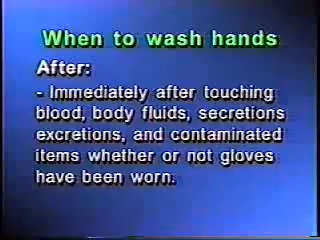 When to wash hands
After:
- Immediately after touching
blood, body fluids, secretions
excretions, and contaminated
items whether or not gloves
have been worn.